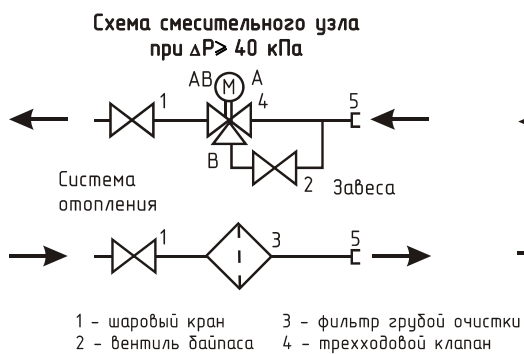 Схема смесительного узла
при ΔP⩾ 40 кПа
AB M A
1 4 5
B
2
Система
отопления
Завеса
1 3 5
1 - шаровый кран
2 - вентиль байпаса
3 - фильтр грубой очистки
4 - трехходовой клапан